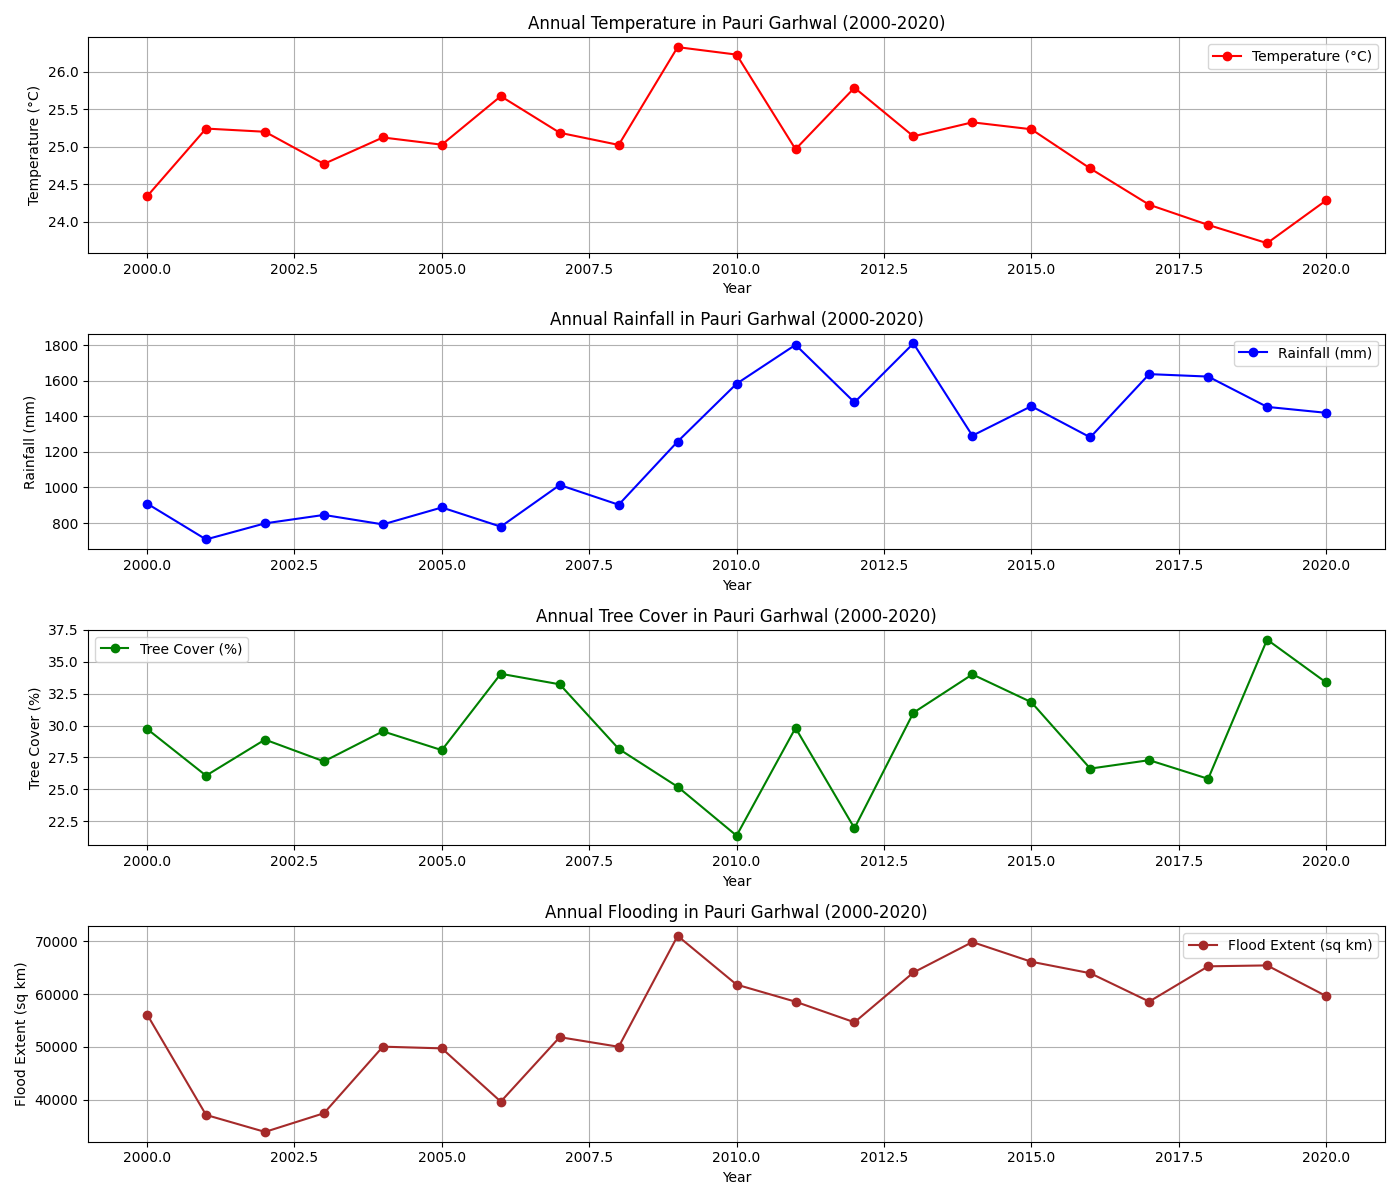 Annual Temperature in Pauri Garhwal (2000-2020)
Temperature (°C)
Temperature (°C)
26.0
25.5
25.0
24.5
24.0
2000.0 2002.5 2005.0 2007.5 2010.0 2012.5 2015.0 2017.5 2020.0
Year
Annual Rainfall in Pauri Garhwal (2000-2020)
Rainfall (mm)
Rainfall (mm)
1800
1600
1400
1200
1000
800
2000.0 2002.5 2005.0 2007.5 2010.0 2012.5 2015.0 2017.5 2020.0
Year
Annual Tree Cover in Pauri Garhwal (2000-2020)
Tree Cover (%)
Tree Cover (%)
37.5
35.0
32.5
30.0
27.5
25.0
22.5
2000.0 2002.5 2005.0 2007.5 2010.0 2012.5 2015.0 2017.5 2020.0
Year
Annual Flooding in Pauri Garhwal (2000-2020)
Flood Extent (sq km)
Flood Extent (sq km)
70000
60000
50000
40000
2000.0 2002.5 2005.0 2007.5 2010.0 2012.5 2015.0 2017.5 2020.0
Year